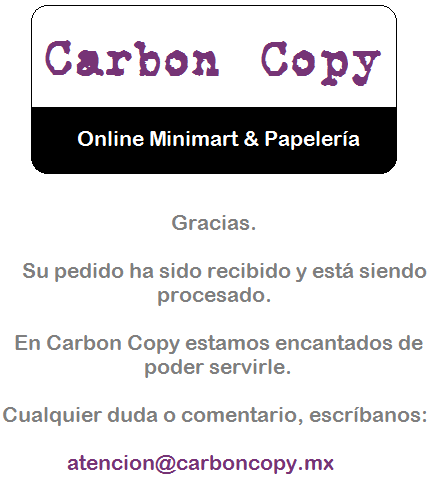 Carbon Copy
Online Minimart & Papelería
Gracias.
Su pedido ha sido recibido y está siendo
procesado.
En Carbon Copy estamos encantados de
poder servirle.
Cualquier duda o comentario, escríbanos:
atencion@carboncopy.mx